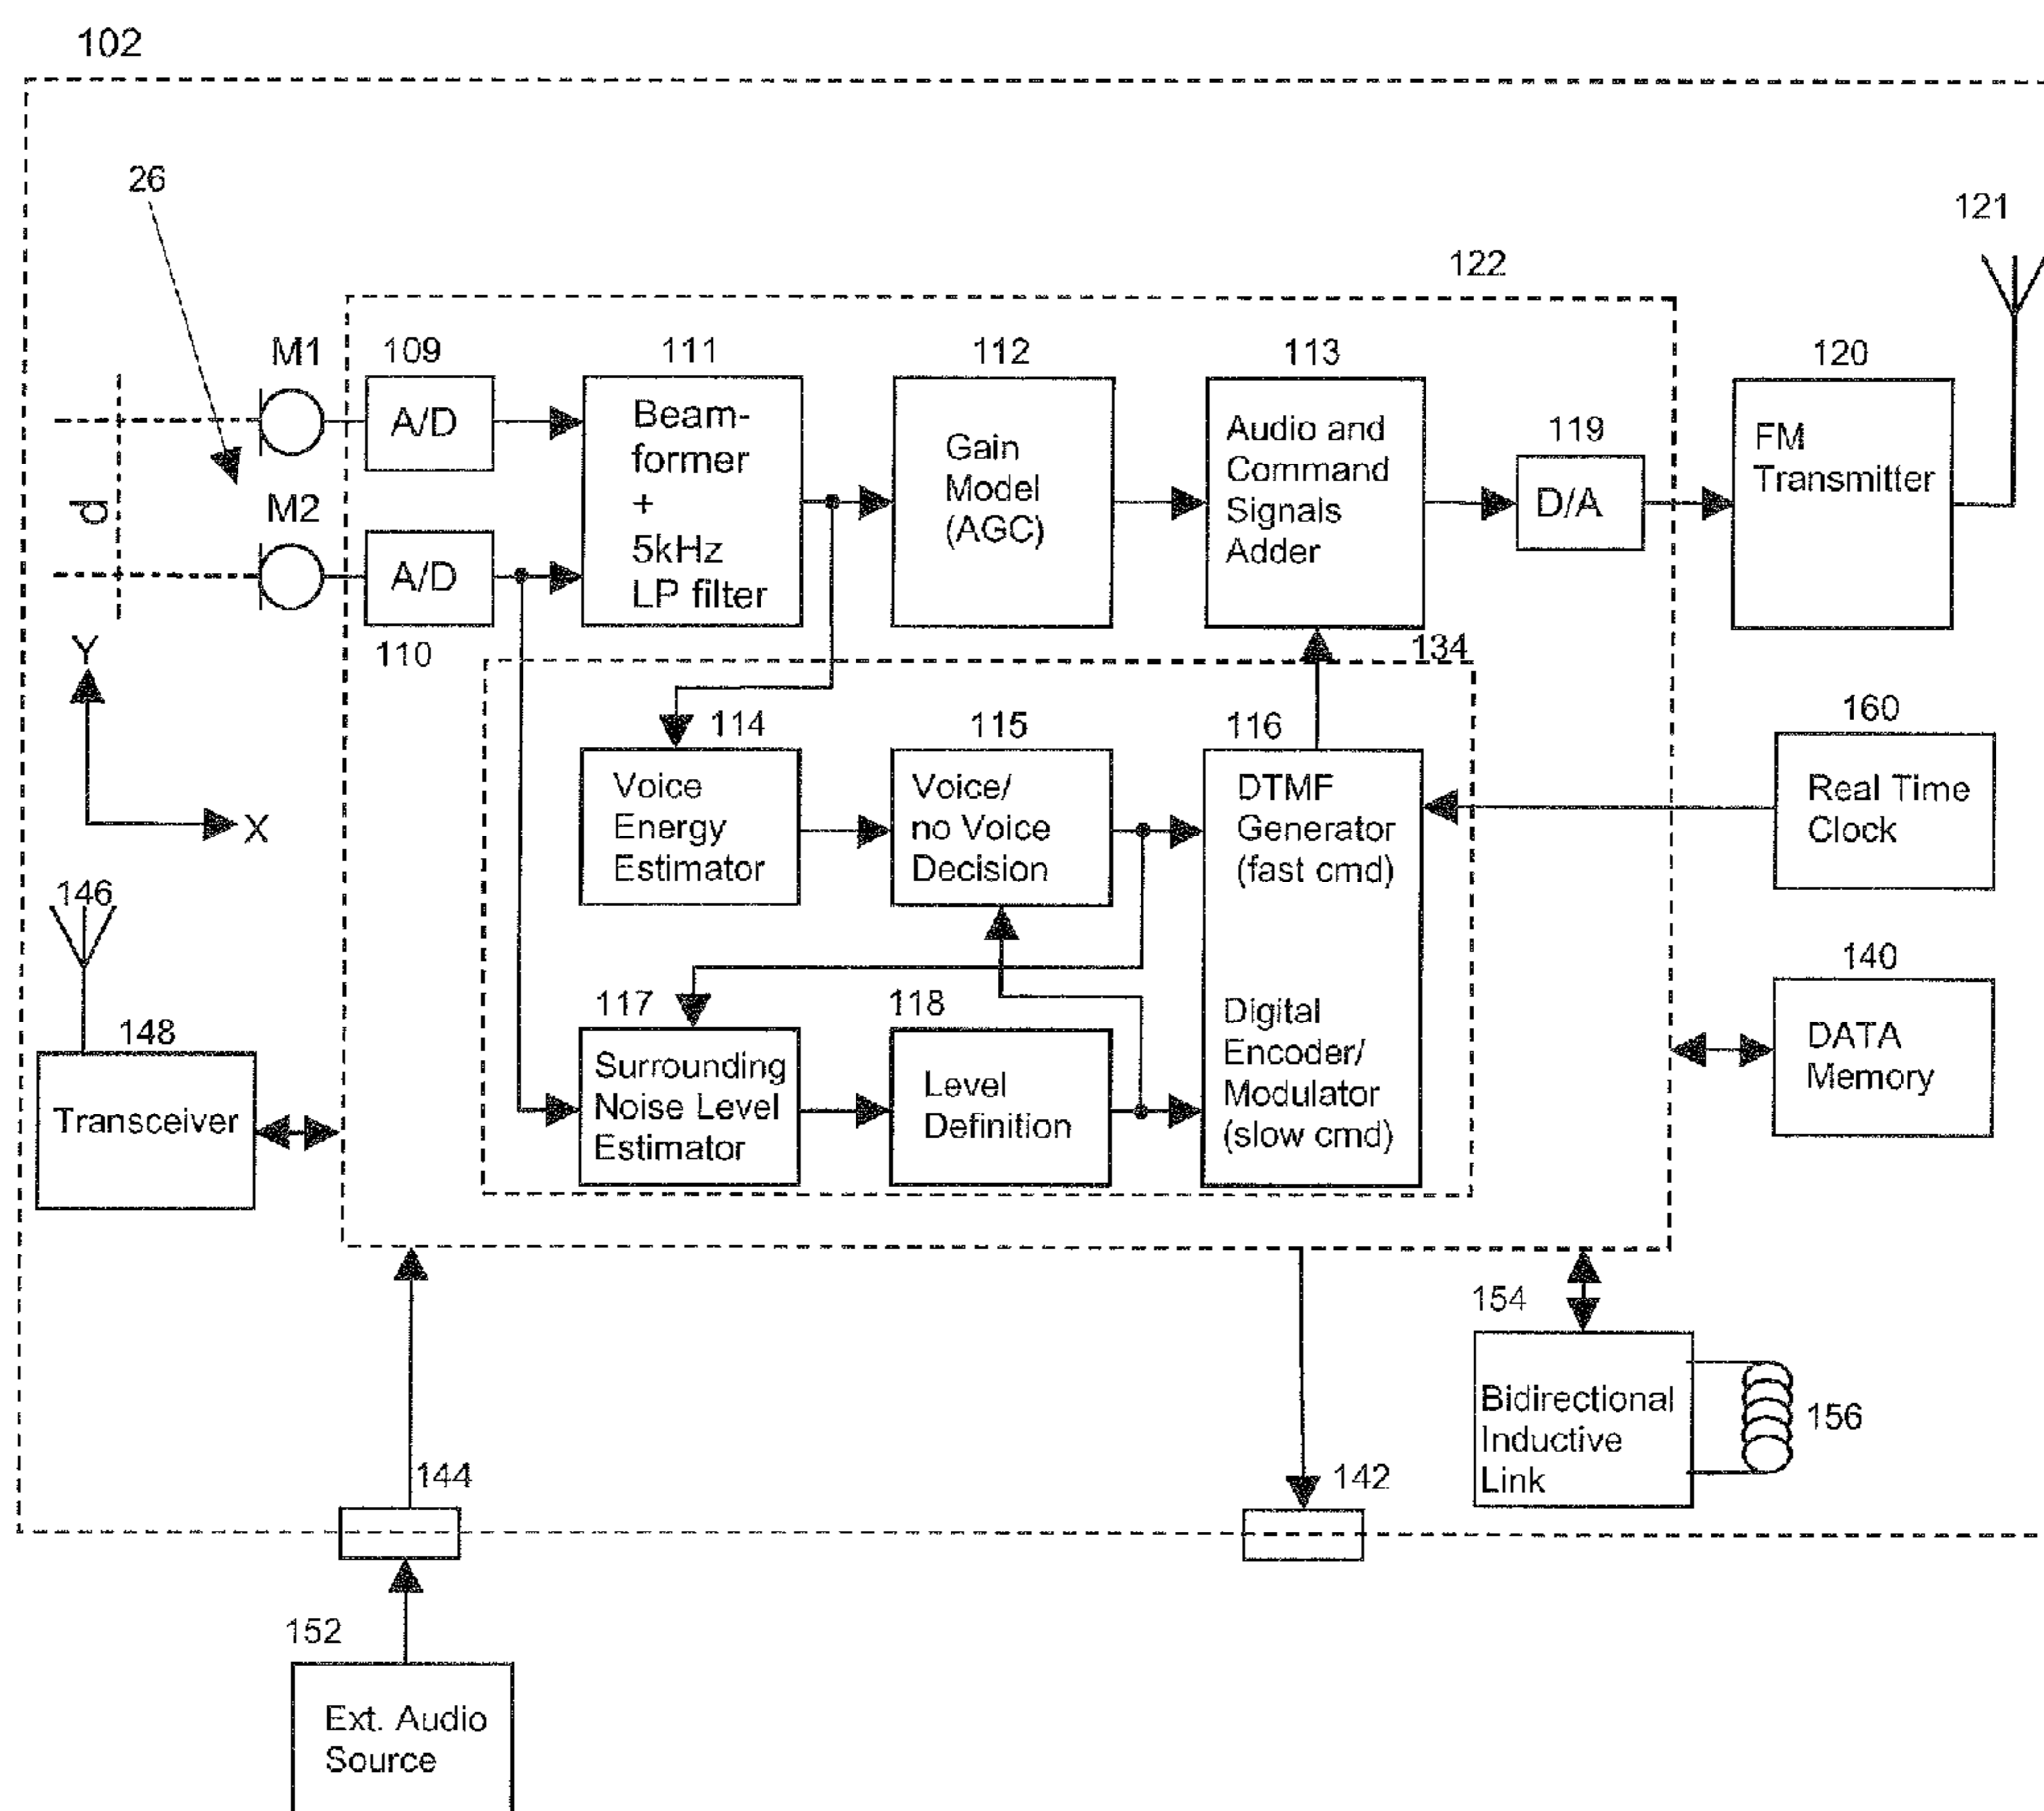 102
26
121
122
M1
109
111
112
113
120
A/D
Beam-
former
+
5kHz
LP filter
Gain
Model
(AGC)
Audio and
Command
Signals
Adder
119
D/A
FM
Transmitter
d
M2
A/D
110
134
Y
X
114
115
116
160
Voice
Energy
Estimator
Voice/
no Voice
Decision
DTMF
Generator
(fast cmd)
Real Time
Clock
146
148
Transceiver
117
118
140
Surrounding
Noise Level
Estimator
Level
Definition
Digital
Encoder/
Modulator
(slow cmd)
DATA
Memory
154
Bidirectional
Inductive
Link
156
144
142
152
Ext. Audio
Source